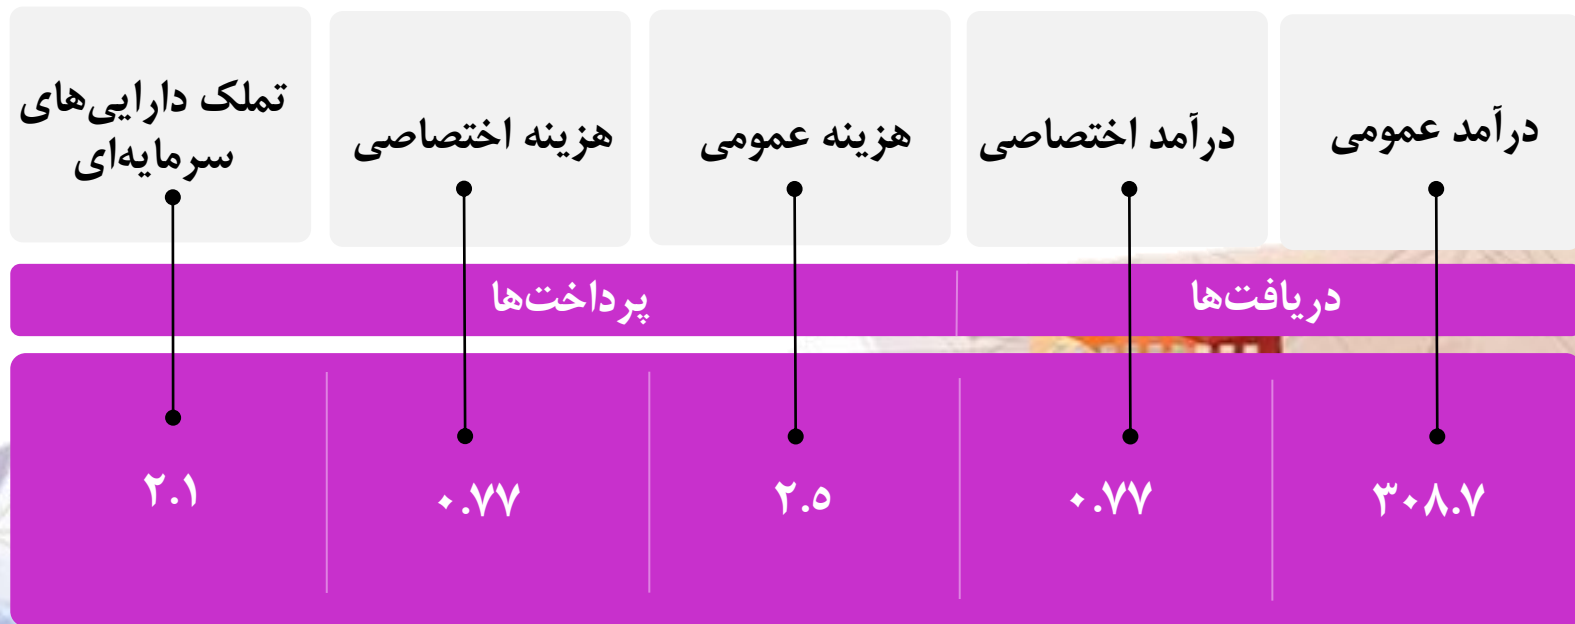 درآمد عمومی
درآمد اختصاصی
هزینه عمومی
هزینه اختصاصی
تملک دارایی‌های
سرمایه‌ای
دریافت‌ها
پرداخت‌ها
۳۰۸.۷
۰.۷۷
۲.۵
۰.۷۷
۲.۱